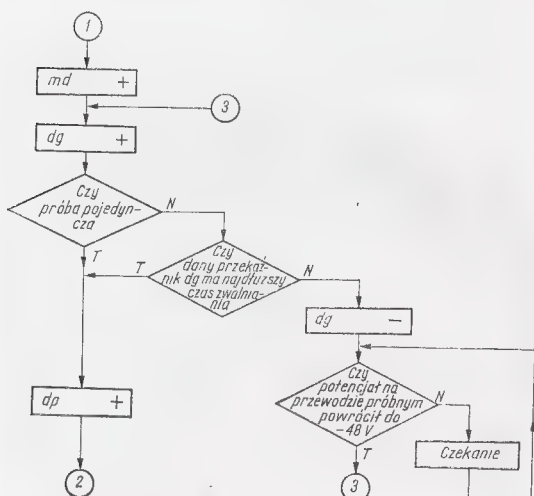 1
md +
3
dg +
Czy
próba pojedyn-
cza
N
T
Czy
dany przekaź-
nik dg ma najdłuższy
czas zwalnia-
nia
T
N
dg -
Czy
potencjał na
przewodzie próbnym
powrócił do
-48 V
N
T
dp +
Czekanie
2
3